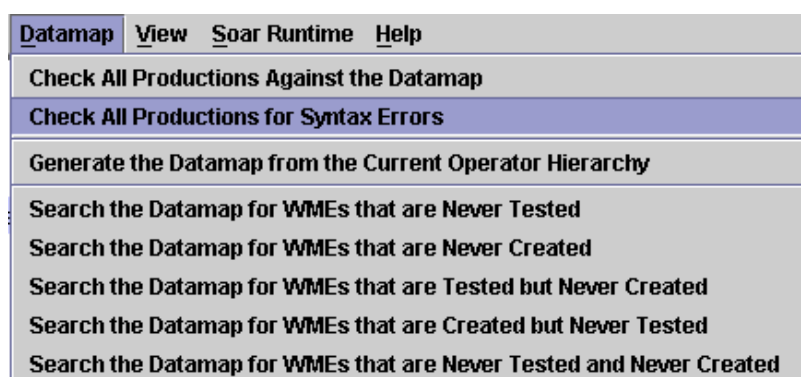 Datamap View Soar Runtime Help
Check All Productions Against the Datamap
Check All Productions for Syntax Errors
Generate the Datamap from the Current Operator Hierarchy
Search the Datamap for WMEs that are Never Tested
Search the Datamap for WMEs that are Never Created
Search the Datamap for WMEs that are Tested but Never Created
Search the Datamap for WMEs that are Created but Never Tested
Search the Datamap for WMEs that are Never Tested and Never Created